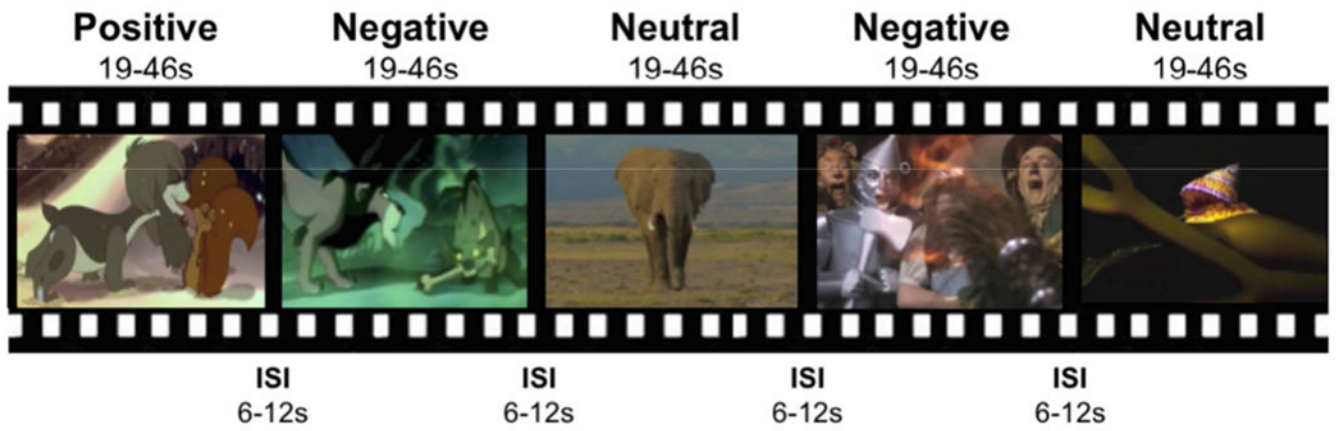 Positive Negative Neutral Negative Neutral
19-46s 19-46s 19-46s 19-46s 19-46s
ISI ISI ISI ISI
6-12s 6-12s 6-12s 6-12s